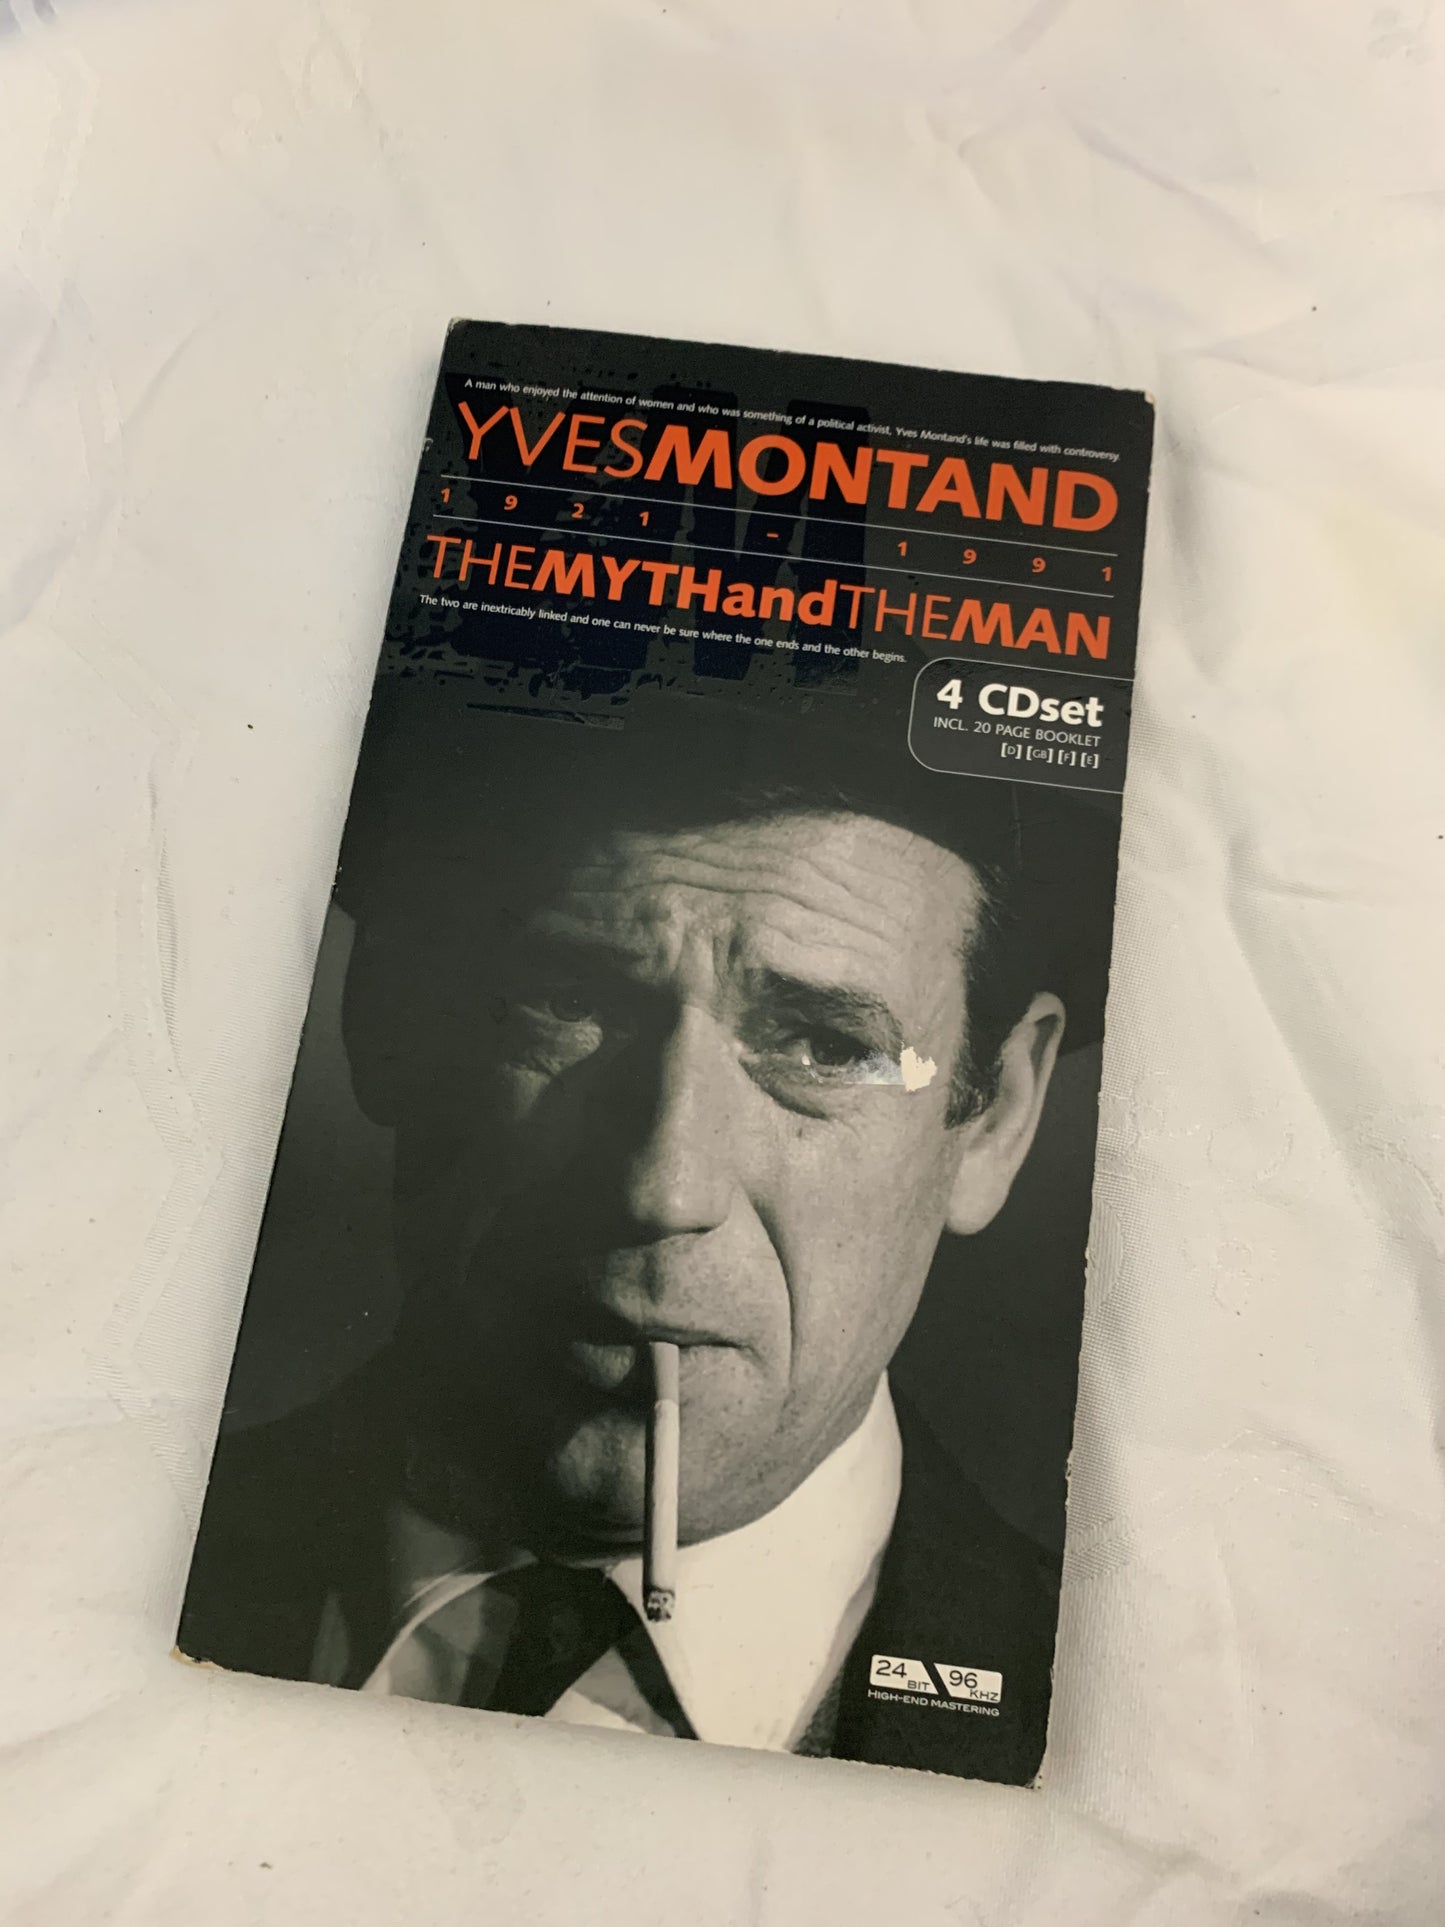 A man who enjoyed the attention of women and who was something of a political activist, Yves Montand's life was filled with controversy
YVESMONTAND
1921 - 1991
THEMYTHandTHEMAN
The two are inextricably linked and one can never be sure where the one ends and the other begins.
4 CDset
INCL. 20 PAGE BOOKLET
[D] [GB] [F] [E]
24 BIT 96 KHZ
HIGH-END MASTERING